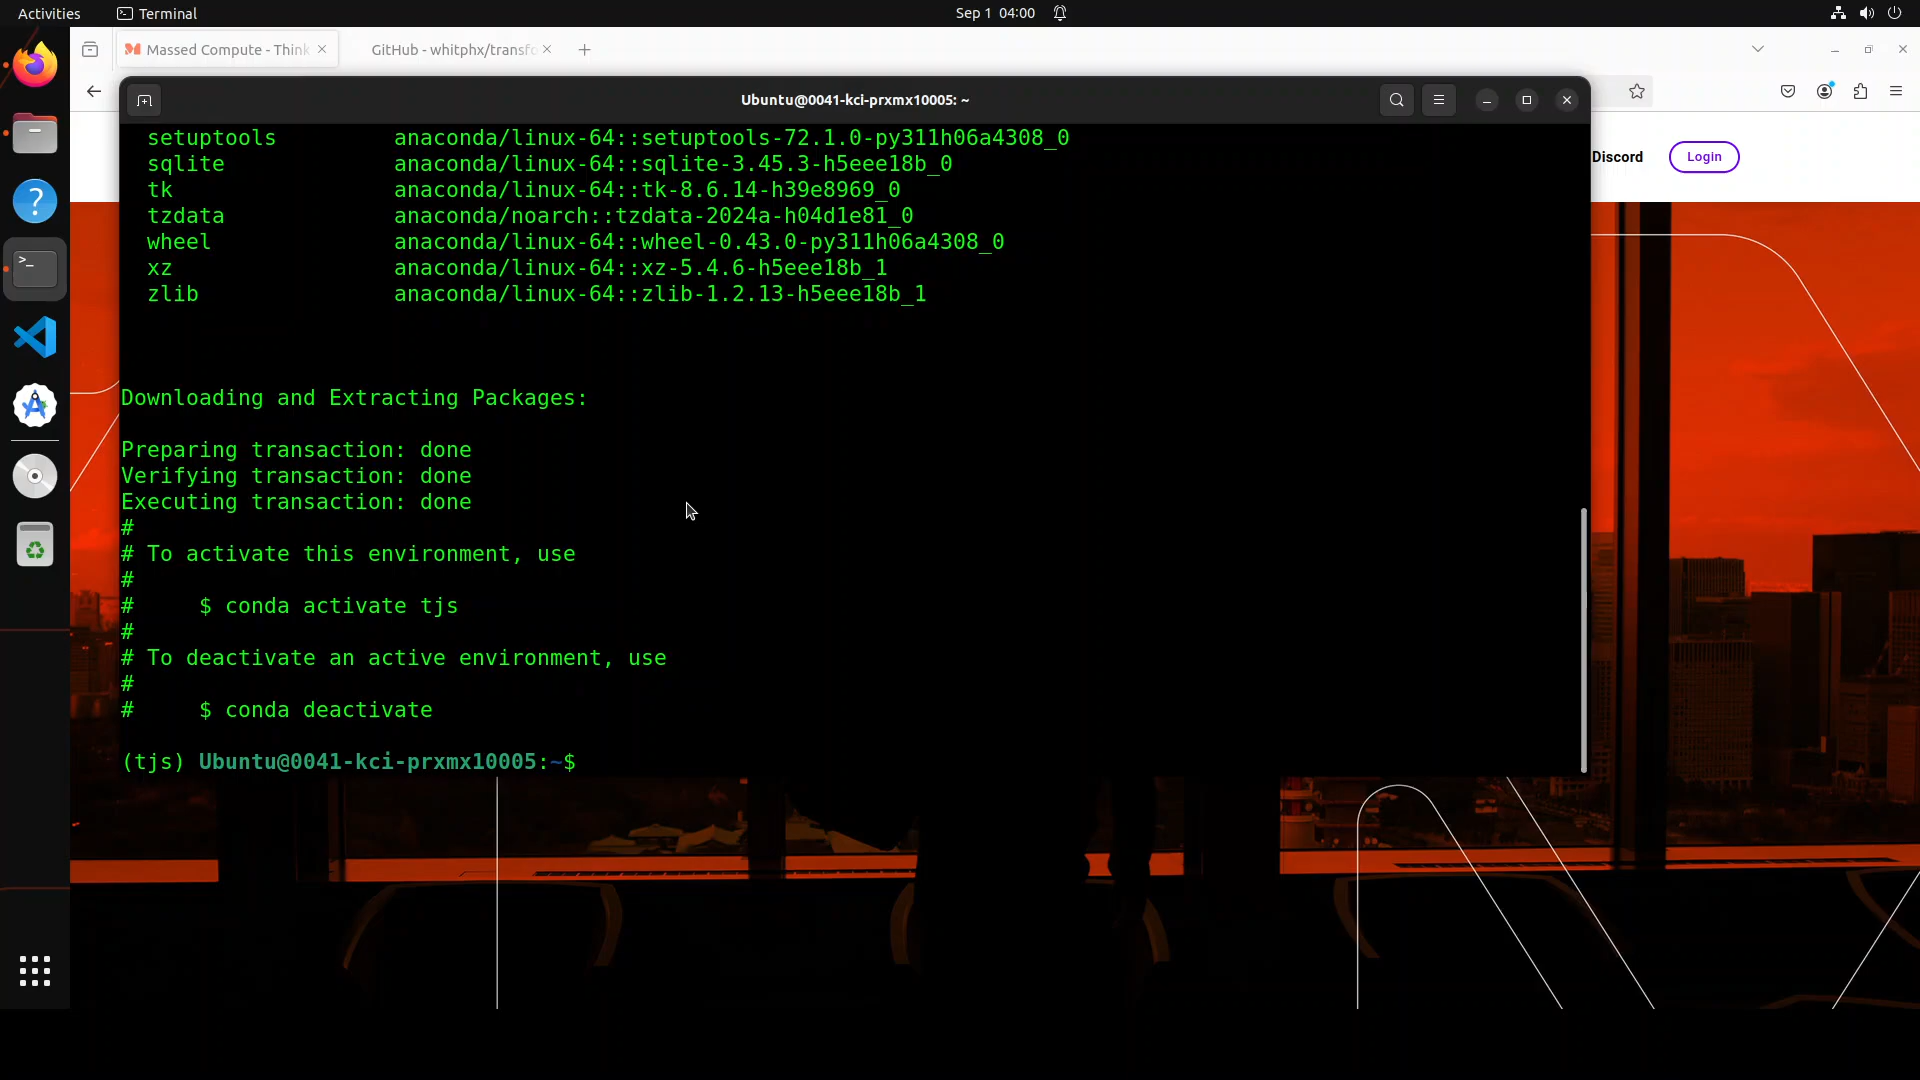 Activities Terminal Sep 1 04:00
Massed Compute - Think GitHub - whitphx/transfo
Ubuntu@0041-kci-prxmx10005: ~
Discord Login
setuptools anaconda/linux-64::setuptools-72.1.0-py311h06a4308_0
sqlite anaconda/linux-64::sqlite-3.45.3-h5eee18b_0
tk anaconda/linux-64::tk-8.6.14-h39e8969_0
tzdata anaconda/noarch::tzdata-2024a-h04d1e81_0
wheel anaconda/linux-64::wheel-0.43.0-py311h06a4308_0
xz anaconda/linux-64::xz-5.4.6-h5eee18b_1
zlib anaconda/linux-64::zlib-1.2.13-h5eee18b_1
Downloading and Extracting Packages:
Preparing transaction: done
Verifying transaction: done
Executing transaction: done
#
# To activate this environment, use
#
# $ conda activate tjs
#
# To deactivate an active environment, use
#
# $ conda deactivate
(tjs) Ubuntu@0041-kci-prxmx10005:~$